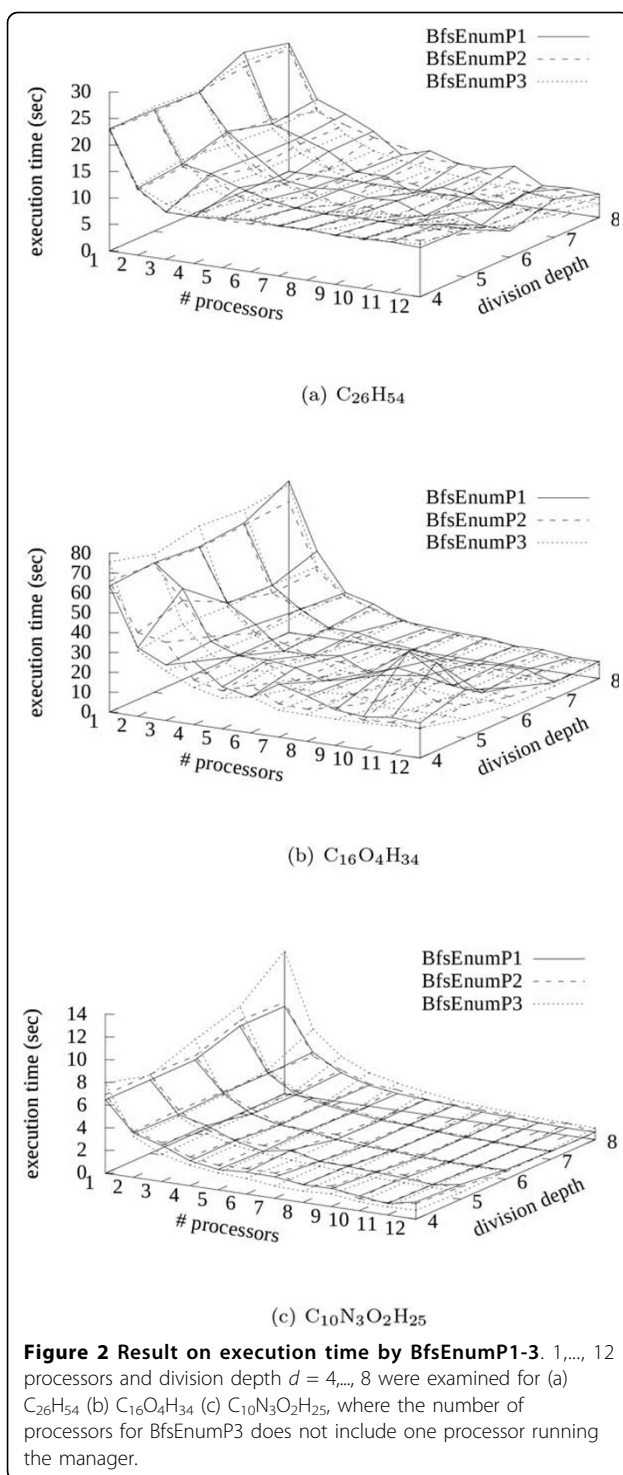 BfsEnumP1
BfsEnumP2
BfsEnumP3
execution time (sec)
30
25
20
15
10
5
0
1 2 3 4 5 6 7 8 9 10 11 12
# processors
4 5 6 7 8
division depth
(a) C26H54
BfsEnumP1
BfsEnumP2
BfsEnumP3
execution time (sec)
80
70
60
50
40
30
20
10
0
1 2 3 4 5 6 7 8 9 10 11 12
# processors
4 5 6 7 8
division depth
(b) C16O4H34
BfsEnumP1
BfsEnumP2
BfsEnumP3
execution time (sec)
14
12
10
8
6
4
2
0
1 2 3 4 5 6 7 8 9 10 11 12
# processors
4 5 6 7 8
division depth
(c) C10N3O2H25
Figure 2 Result on execution time by BfsEnumP1-3. 1,..., 12
processors and division depth d = 4,..., 8 were examined for (a)
C26H54 (b) C16O4H34 (c) C10N3O2H25, where the number of
processors for BfsEnumP3 does not include one processor running
the manager.